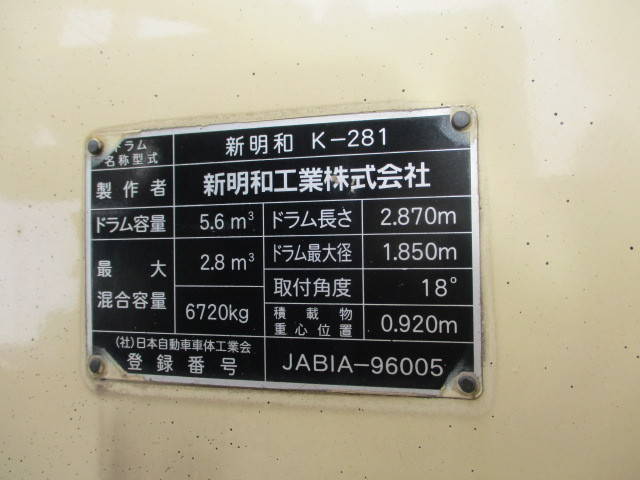 ドラム
名称型式
新明和 K-281
製作者
新明和工業株式会社
ドラム容量
5.6 m³
ドラム長さ
2.870m
最大
混合容量
2.8 m³
6720kg
ドラム最大径
1.850m
取付角度
18°
積載物
重心位置
0.920m
(社)日本自動車車体工業会
登録番号
JABIA-96005